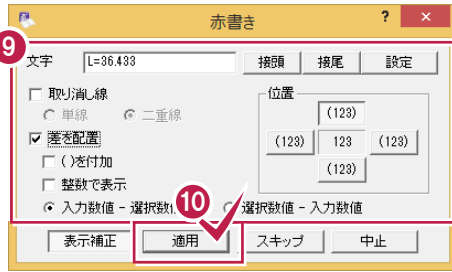 赤書き ? ×
9
文字 L=36.433 接頭 接尾 設定
取り消し線 位置
単線 二重線 (123)
差を配置 (123) 123 (123)
( )を付加 (123)
整数で表示
10
入力数値 - 選択数 選択数値 - 入力数値
表示補正 適用 スキップ 中止